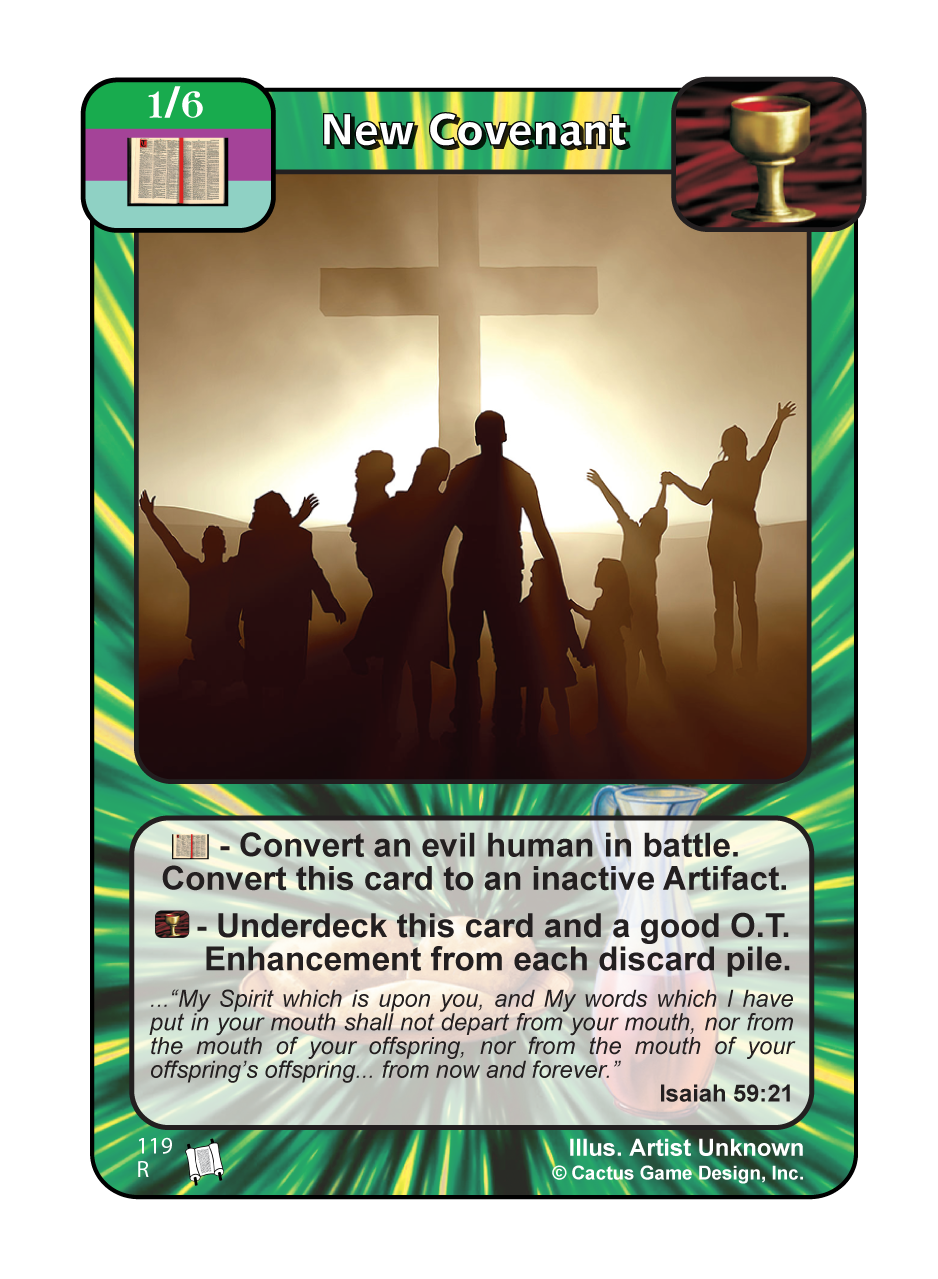 1/6
New Covenant
- Convert an evil human in battle.
Convert this card to an inactive Artifact.
- Underdeck this card and a good O.T.
Enhancement from each discard pile.
...“My Spirit which is upon you, and My words which I have
put in your mouth shall not depart from your mouth, nor from
the mouth of your offspring, nor from the mouth of your
offspring’s offspring... from now and forever.”
Isaiah 59:21
119
R
Illus. Artist Unknown
© Cactus Game Design, Inc.